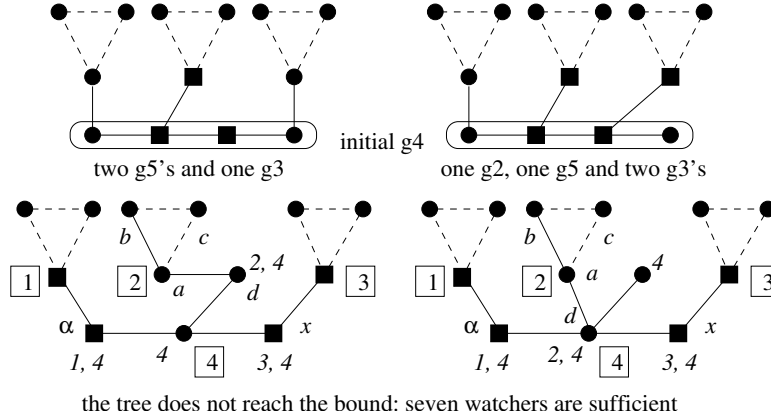 initial g4
two g5's and one g3
one g2, one g5 and two g3's
b c b c 4
2, 4
1 2 a d 3 1 2 a 3
α x α d x
1, 4 4 4 3, 4 1, 4 2, 4 4 3, 4
the tree does not reach the bound: seven watchers are sufficient